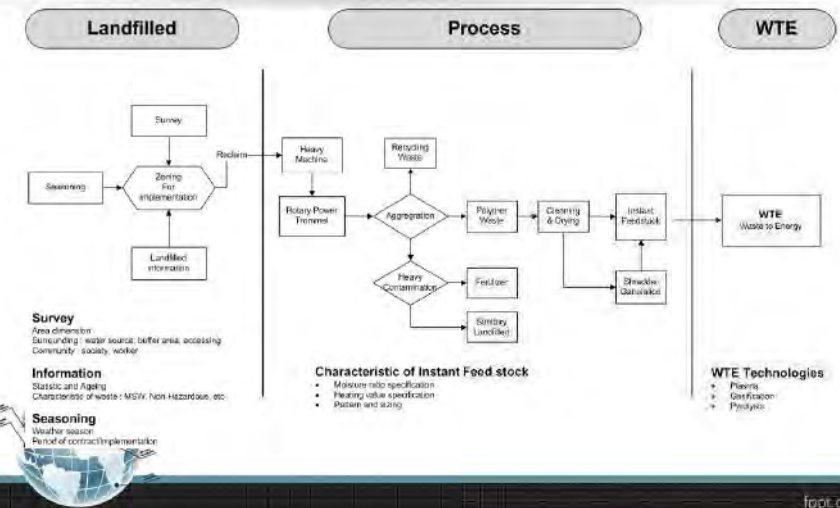 Landfilled
Process
WTE
Survey
Seasoning
Zoning
For
implementation
Landfilled
information
Reclaim
Heavy
Machine
Rotary Power
Trommel
Recycling
Waste
Aggregration
Heavy
Contamination
Polymer
Waste
Fertilizer
Sanitary
Landfilled
Cleaning
& Drying
Instant
Feedstock
Shredder
Generation
WTE
Waste to Energy
Survey
Area dimension
Surrounding : water source, buffer area, accessing
Community : society, worker
Information
Statistic and Ageing
Characteristic of waste : MSW, Non-Hazardous, etc
Seasoning
Weather season
Period of contract/implementation
Characteristic of Instant Feed stock
• Moisture ratio specification
• Heating value specification
• Pattern and sizing
WTE Technologies
• Plasma
• Gasification
• Pyrolysis